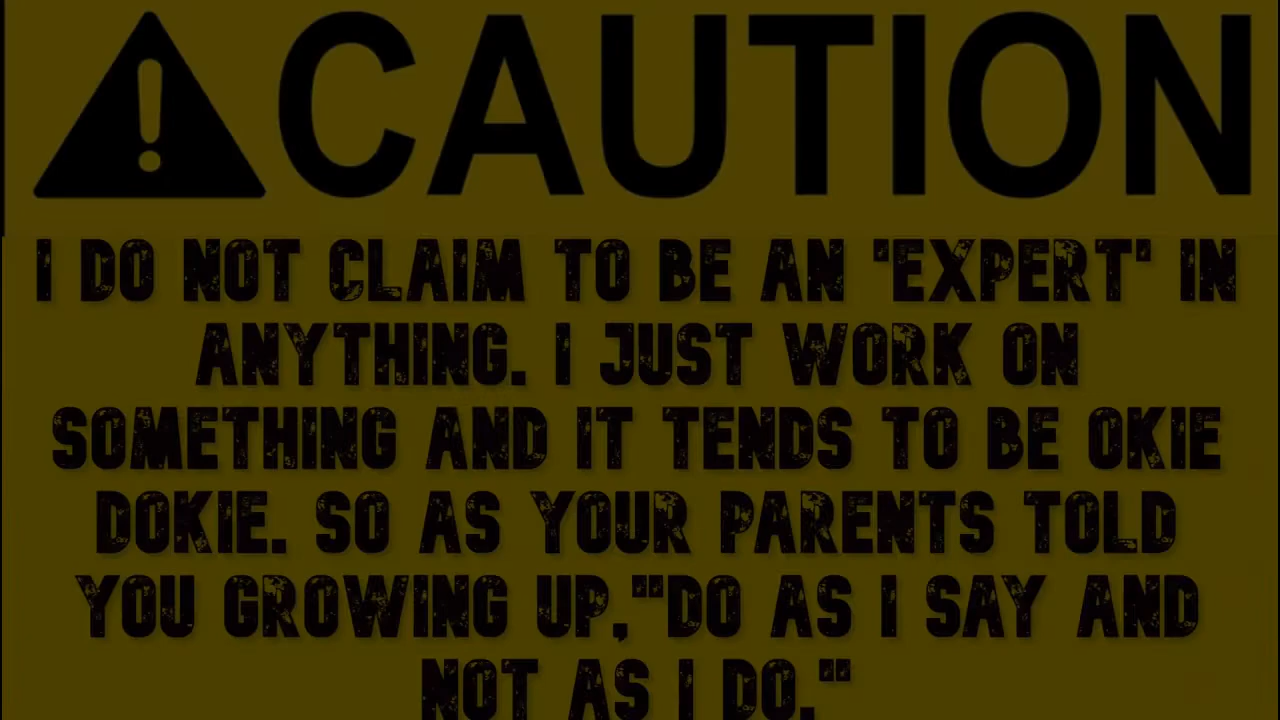 CAUTION
I DO NOT CLAIM TO BE AN 'EXPERT' IN
ANYTHING. I JUST WORK ON
SOMETHING AND IT TENDS TO BE OKIE
DOKIE. SO AS YOUR PARENTS TOLD
YOU GROWING UP,"DO AS I SAY AND
NOT AS I DO."